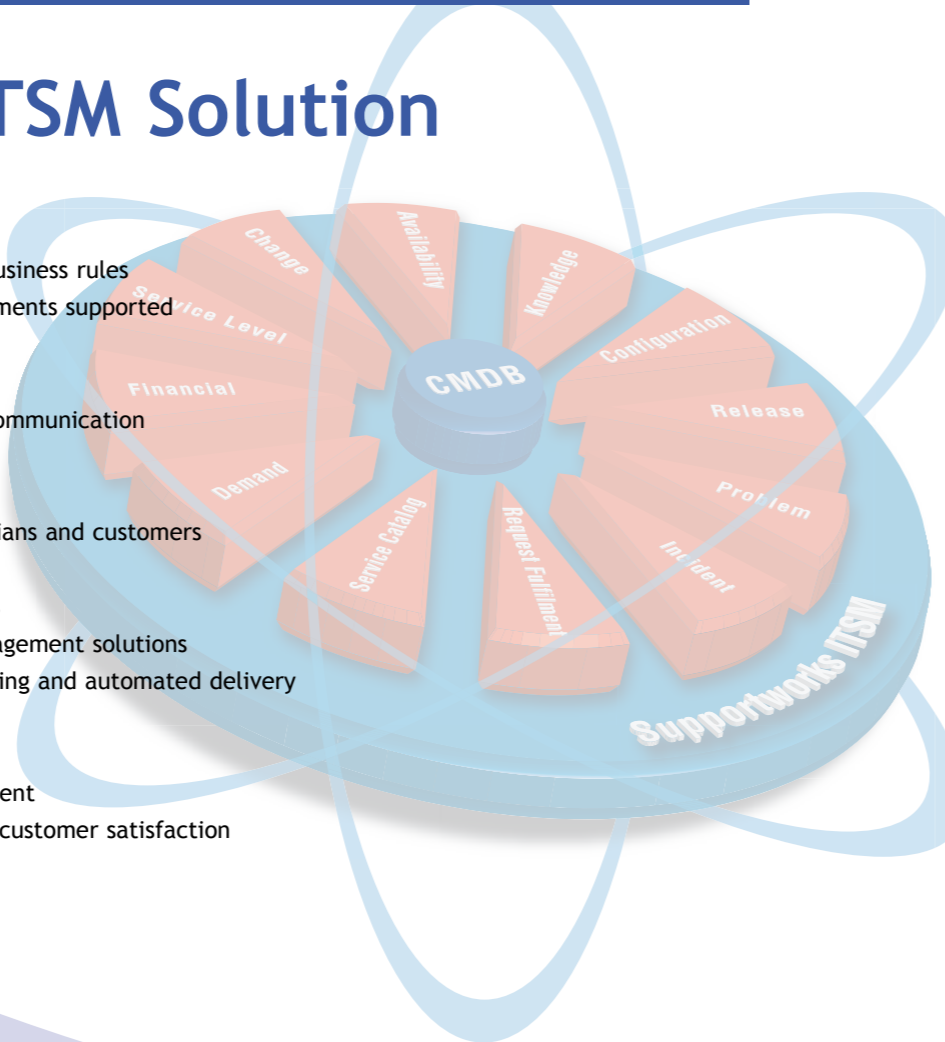 TSM Solution
usiness rules
ments supported
ommunication
ians and customers
agement solutions
ing and automated delivery
ent
customer satisfaction
Availability
Change
Knowledge
Service Level
Configuration
CMDB
Financial
Release
Demand
Problem
Service Catalog
Request Fulfilment
Incident
Supportworks ITSM